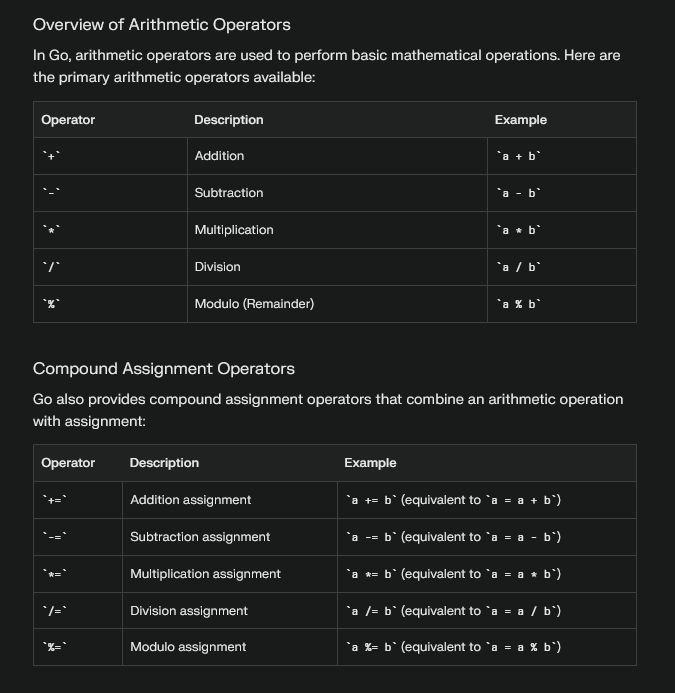 Overview of Arithmetic Operators
In Go, arithmetic operators are used to perform basic mathematical operations. Here are
the primary arithmetic operators available:
Operator Description Example
`+` Addition `a + b`
`-` Subtraction `a - b`
`*` Multiplication `a * b`
`/` Division `a / b`
`%` Modulo (Remainder) `a % b`
Compound Assignment Operators
Go also provides compound assignment operators that combine an arithmetic operation
with assignment:
Operator Description Example
`+=` Addition assignment `a += b` (equivalent to `a = a + b`)
`-=` Subtraction assignment `a -= b` (equivalent to `a = a - b`)
`*=` Multiplication assignment `a *= b` (equivalent to `a = a * b`)
`/=` Division assignment `a /= b` (equivalent to `a = a / b`)
`%=` Modulo assignment `a %= b` (equivalent to `a = a % b`)